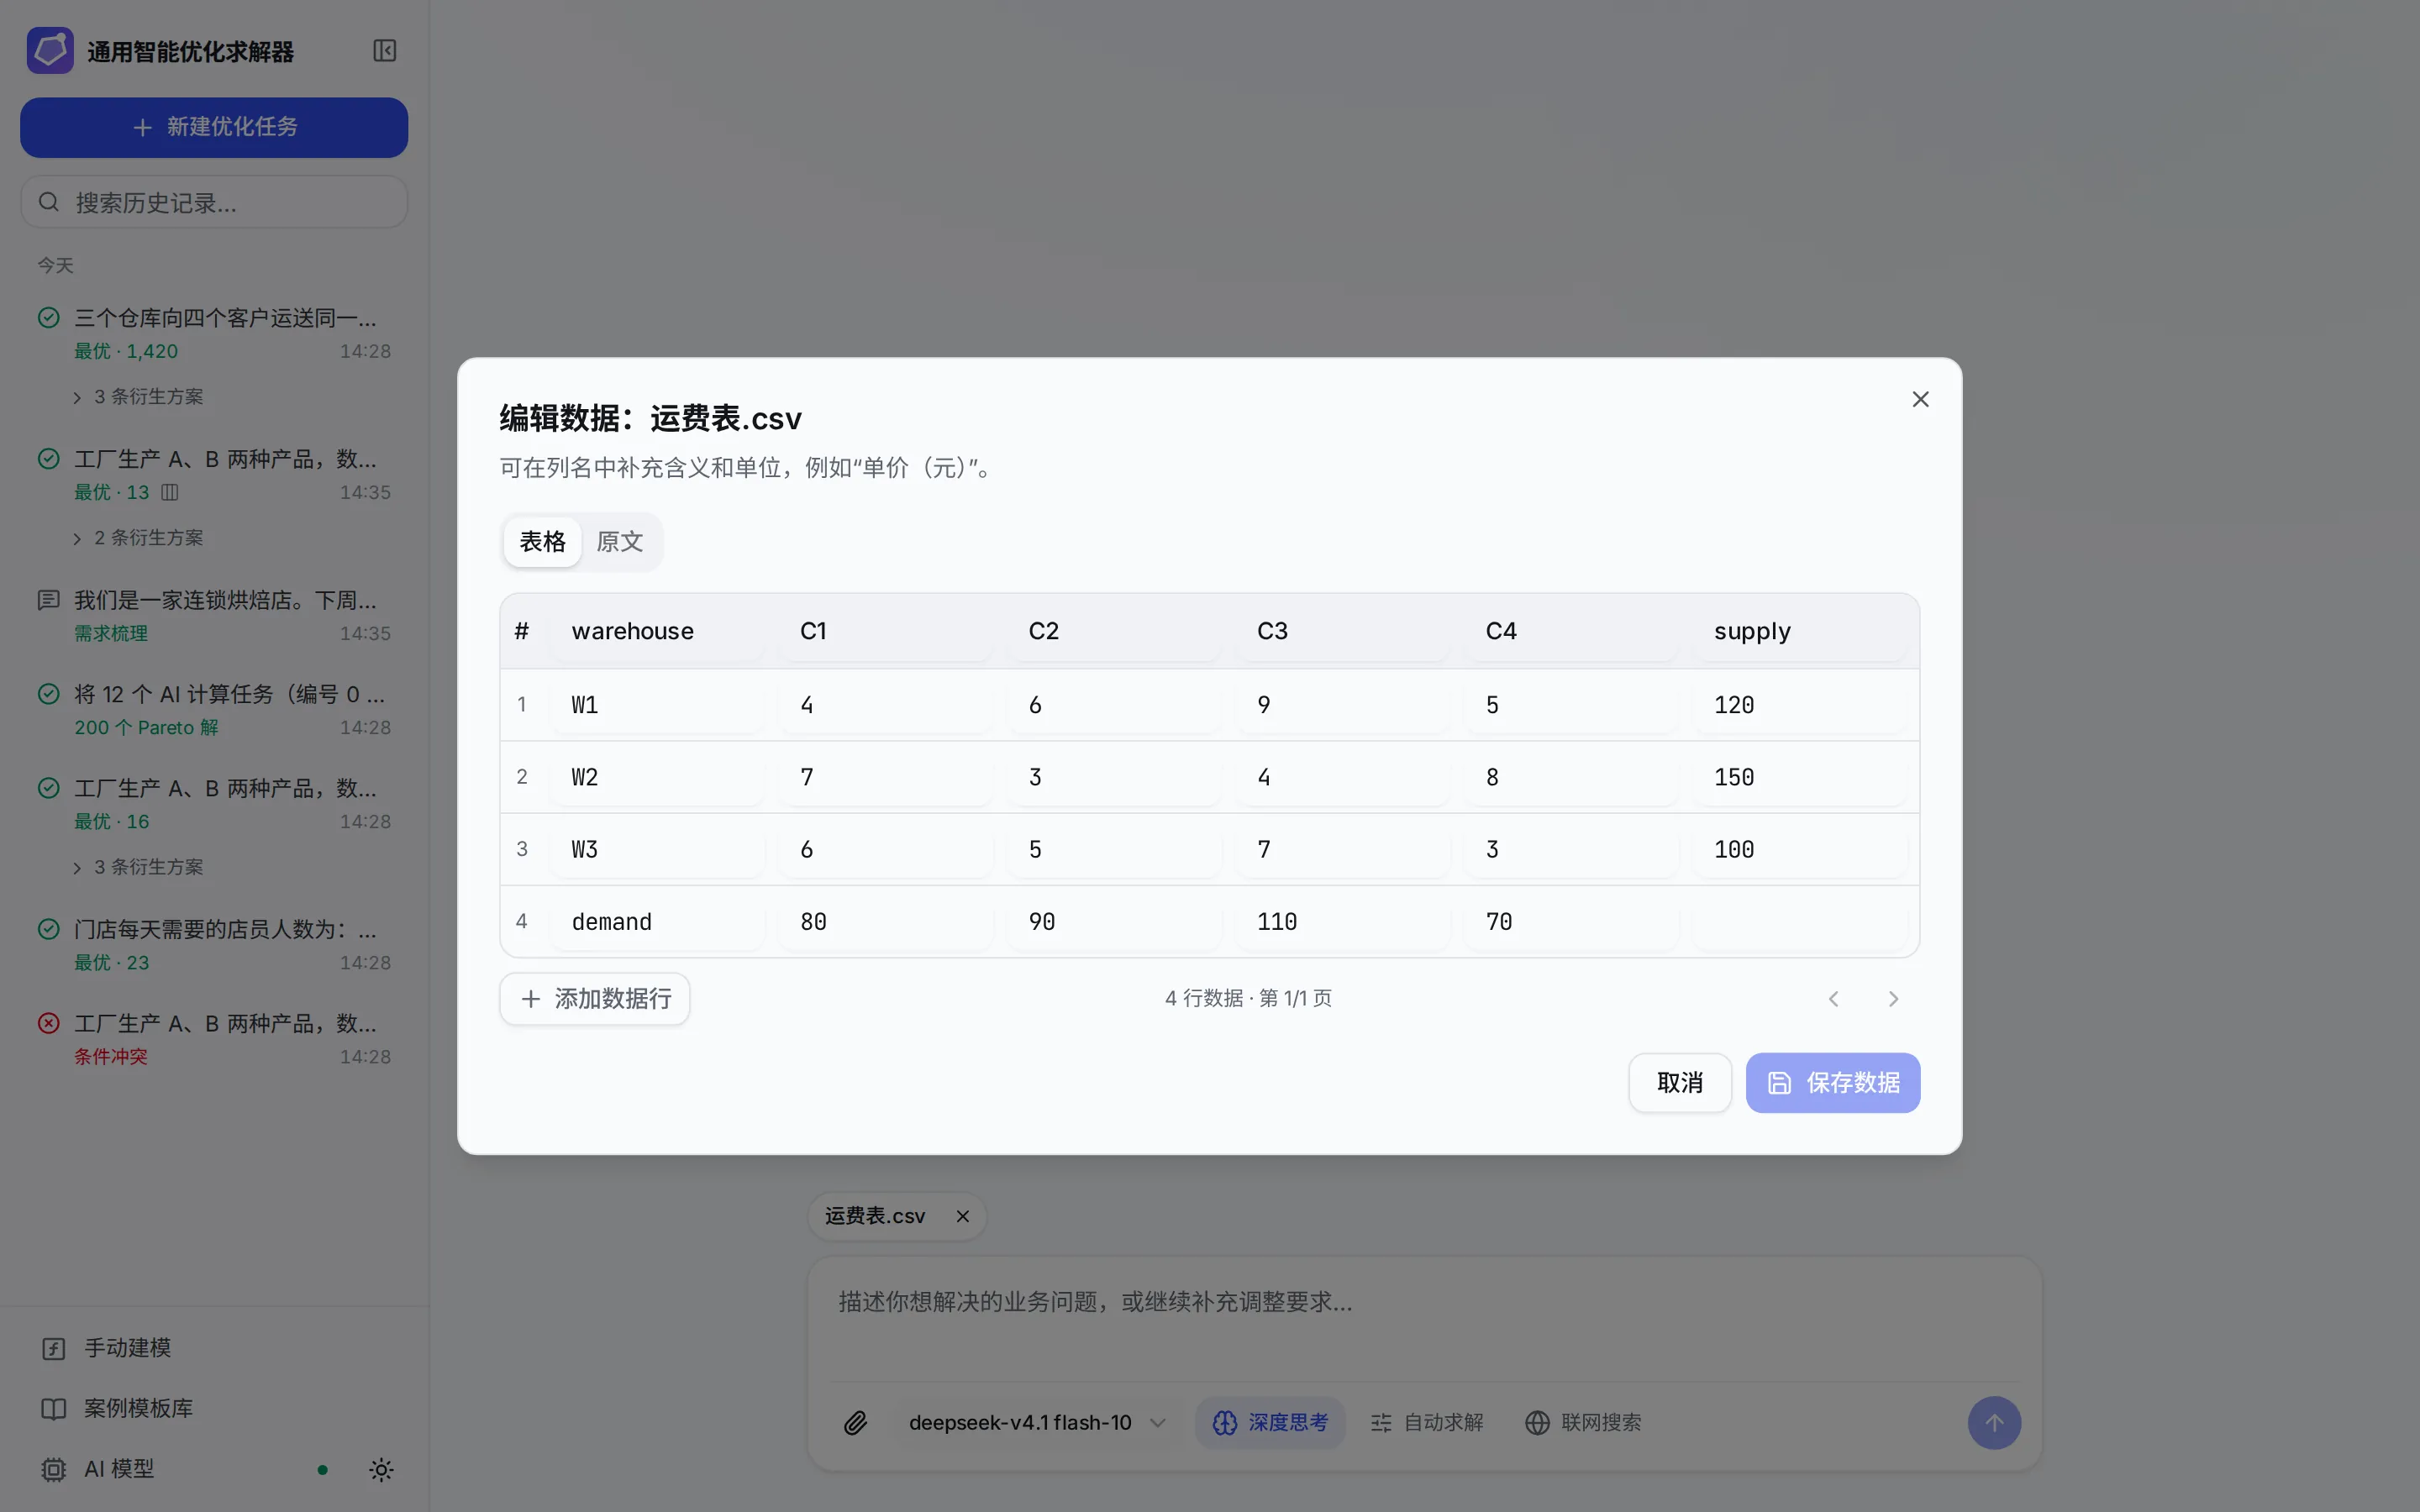 通用智能优化求解器
新建优化任务
搜索历史记录...
今天
三个仓库向四个客户运送同一...
最优 · 1,420 14:28
3 条衍生方案
工厂生产 A、B 两种产品，数...
最优 · 13 14:35
2 条衍生方案
我们是一家连锁烘焙店。下周...
需求梳理 14:35
将 12 个 AI 计算任务（编号 0 ...
200 个 Pareto 解 14:28
工厂生产 A、B 两种产品，数...
最优 · 16 14:28
3 条衍生方案
门店每天需要的店员人数为：...
最优 · 23 14:28
工厂生产 A、B 两种产品，数...
条件冲突 14:28
手动建模
案例模板库
AI 模型
编辑数据：运费表.csv
可在列名中补充含义和单位，例如“单价（元）”。
表格 原文
# warehouse C1 C2 C3 C4 supply
1 W1 4 6 9 5 120
2 W2 7 3 4 8 150
3 W3 6 5 7 3 100
4 demand 80 90 110 70
添加数据行 4 行数据 · 第 1/1 页
取消 保存数据
运费表.csv
描述你想解决的业务问题，或继续补充调整要求...
deepseek-v4.1 flash-10 深度思考 自动求解 联网搜索